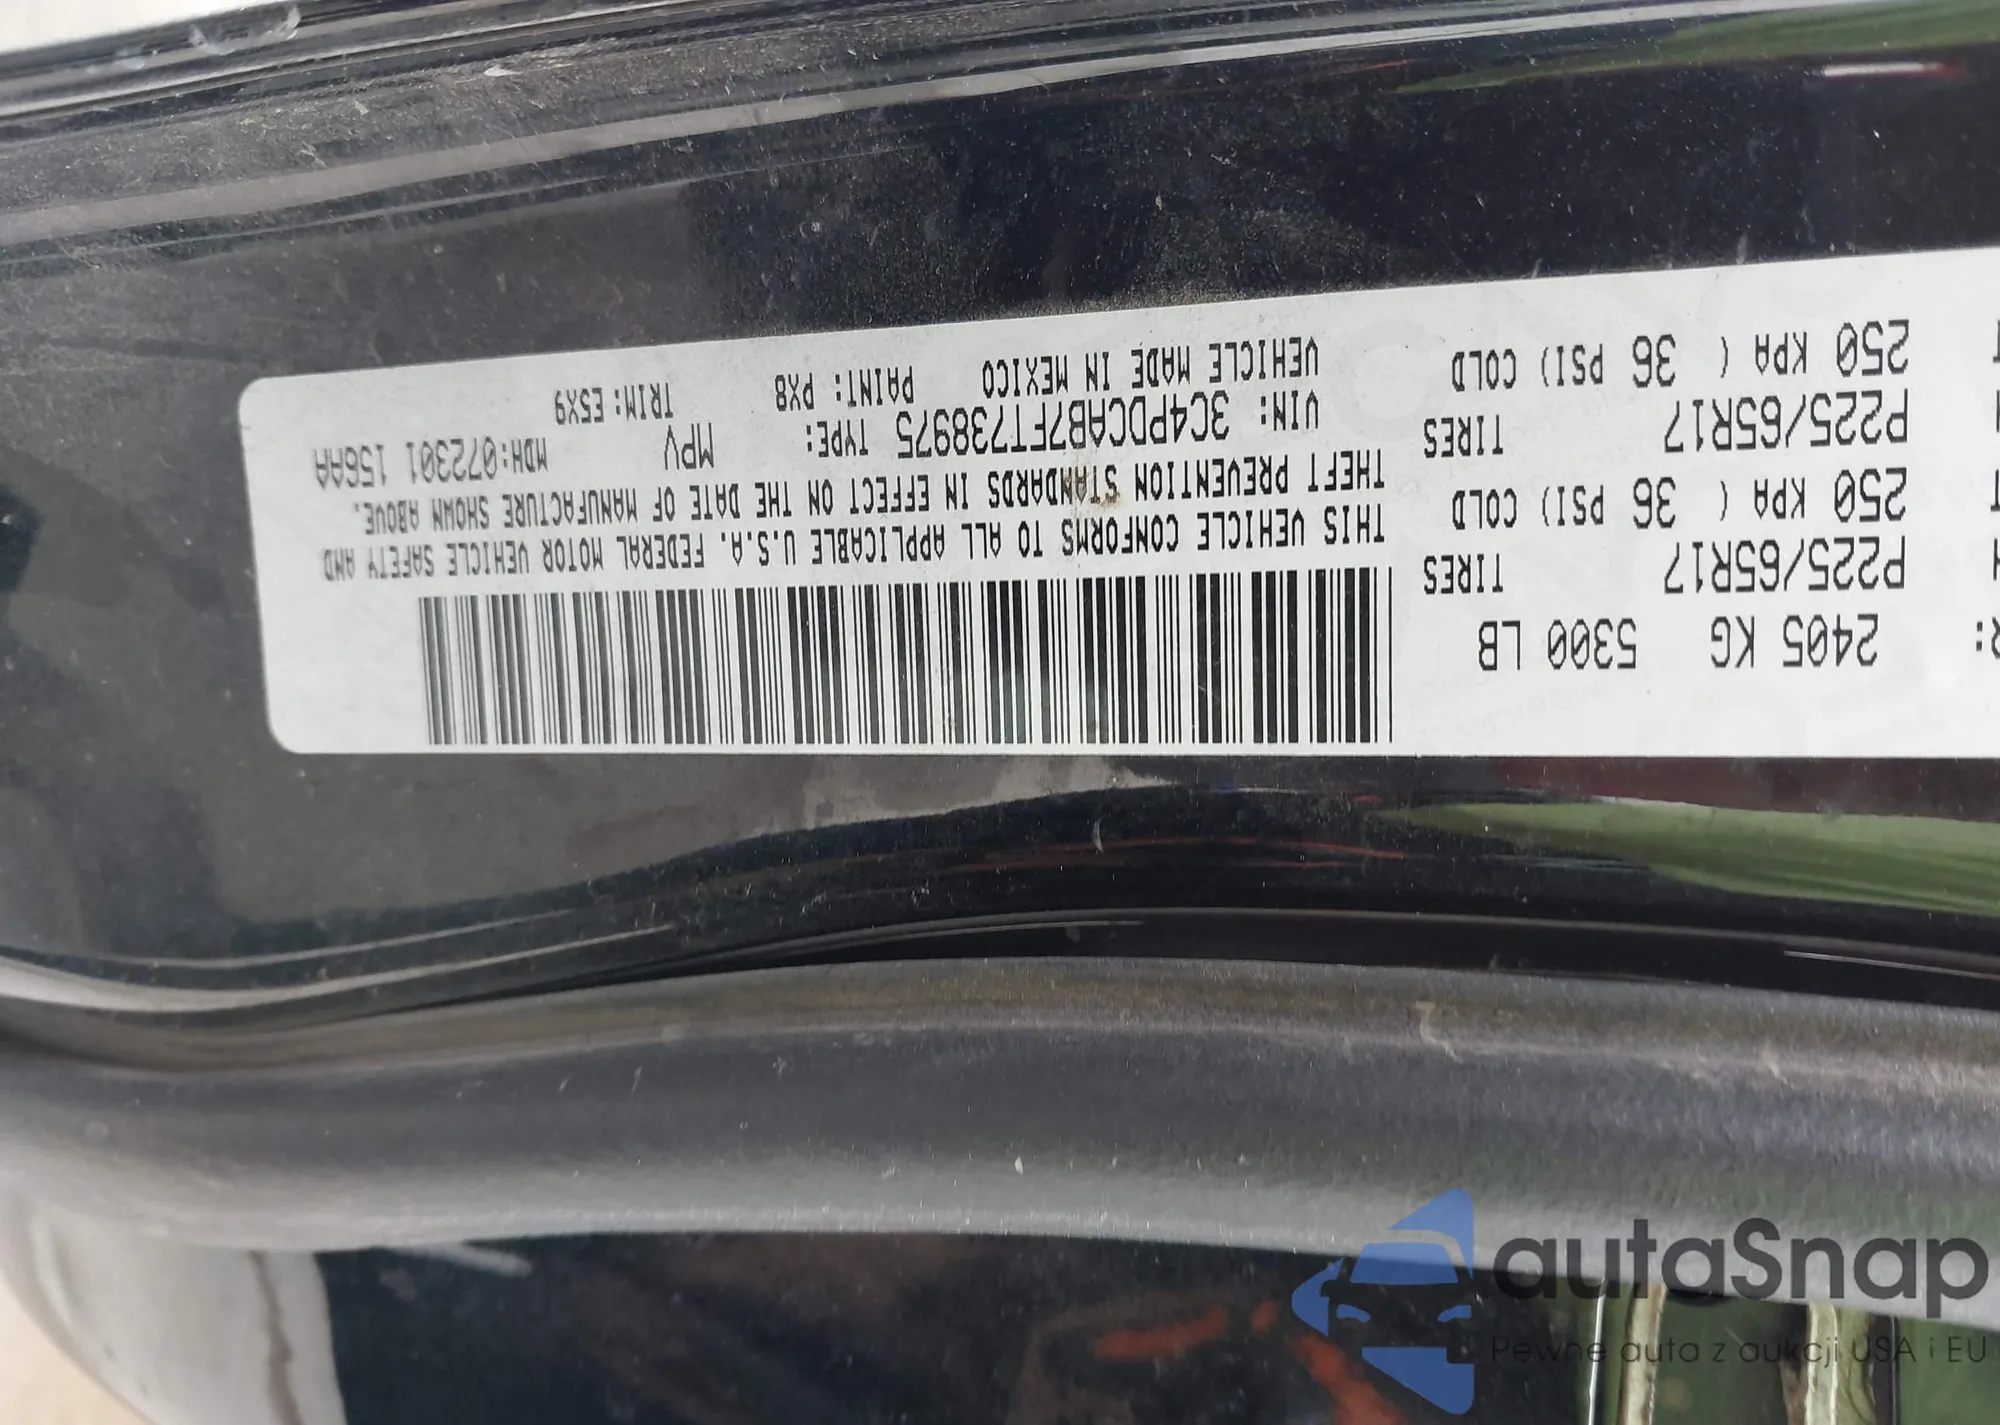 R: 2405 KG 5300 LB
P225/65R17 TIRES
250 KPA ( 36 PSI) COLD
P225/65R17 TIRES
250 KPA ( 36 PSI) COLD
THIS VEHICLE CONFORMS TO ALL APPLICABLE U.S.A. FEDERAL MOTOR VEHICLE SAFETY AND
THEFT PREVENTION STANDARDS IN EFFECT ON THE DATE OF MANUFACTURE SHOWN ABOVE.
VIN: 3C4PDCAB7FT738975 TYPE: MPV MDH:072301 156AA
VEHICLE MADE IN MEXICO PAINT: PX8 TRIM: E5X9
autaSnap
Pewne auta z aukcji USA i EU